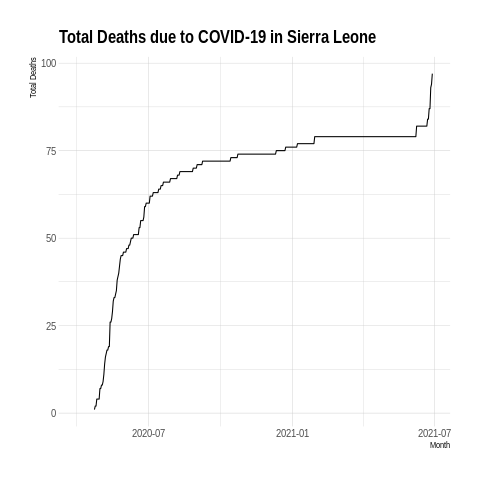 Total Deaths due to COVID-19 in Sierra Leone
Total Deaths
100
75
50
25
0
2020-07
2021-01
2021-07
Month